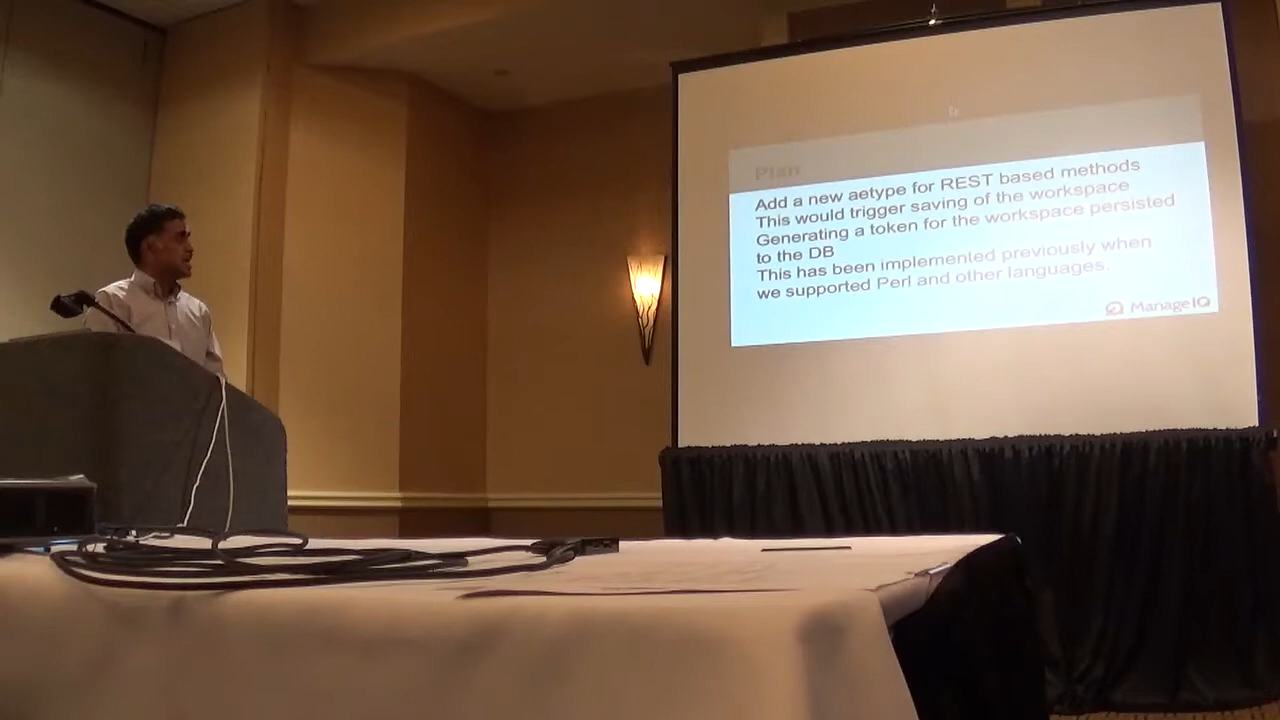 Plan
Add a new aetype for REST based methods
This would trigger saving of the workspace
Generating a token for the workspace persisted
to the DB
This has been implemented previously when
we supported Perl and other languages.
ManageIQ